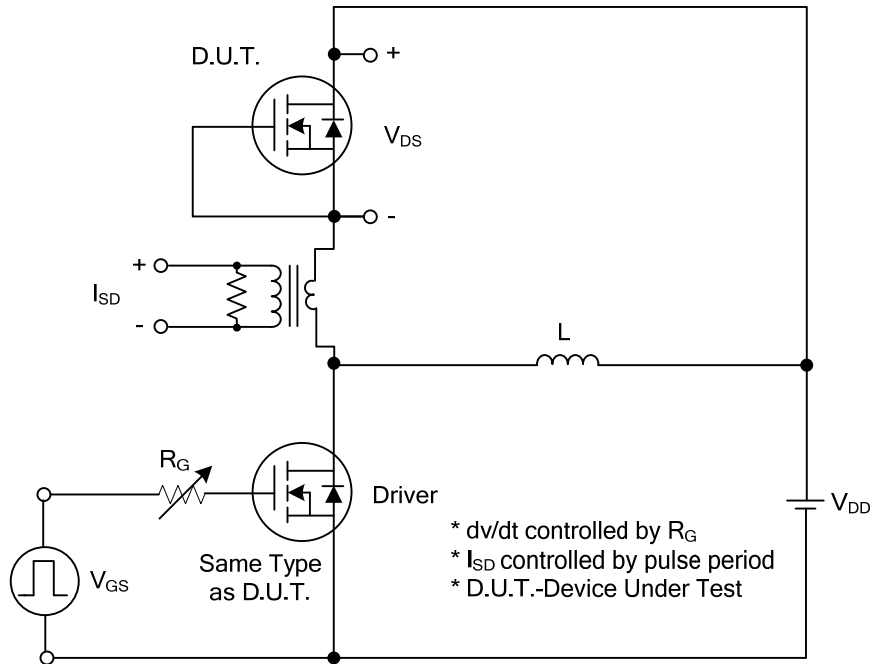 D.U.T.
+
VDS
-
+
ISD
-
L
RG
Driver
VDD
VGS
Same Type
as D.U.T.
* dv/dt controlled by RG
* ISD controlled by pulse period
* D.U.T.-Device Under Test